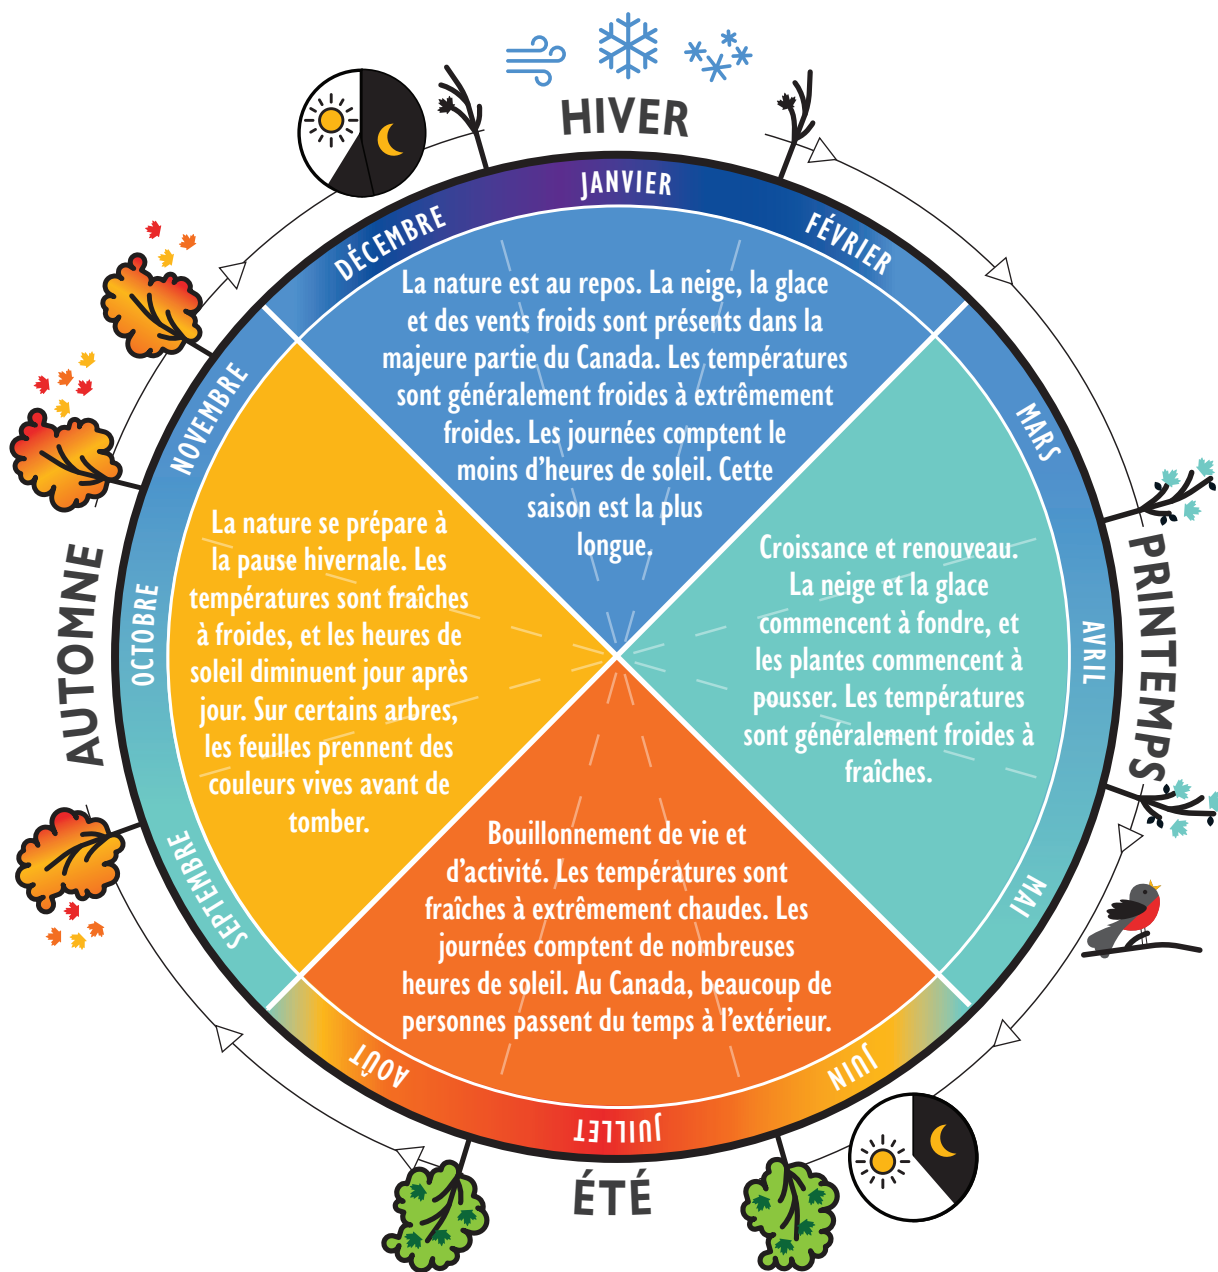 HIVER
JANVIER
FÉVRIER
MARS
AVRIL
MAI
JUIN
JUILLET
AOÛT
SEPTEMBRE
OCTOBRE
NOVEMBRE
DÉCEMBRE
La nature est au repos. La neige, la glace
et des vents froids sont présents dans la
majeure partie du Canada. Les températures
sont généralement froides à extrêmement
froides. Les journées comptent le
moins d’heures de soleil. Cette
saison est la plus
longue.
PRINTEMPS
Croissance et renouveau.
La neige et la glace
commencent à fondre, et
les plantes commencent à
pousser. Les températures
sont généralement froides à
fraîches.
ÉTÉ
Bouillonnement de vie et
d’activité. Les températures sont
fraîches à extrêmement chaudes. Les
journées comptent de nombreuses
heures de soleil. Au Canada, beaucoup de
personnes passent du temps à l’extérieur.
AUTOMNE
La nature se prépare à
la pause hivernale. Les
températures sont fraîches
à froides, et les heures de
soleil diminuent jour après
jour. Sur certains arbres,
les feuilles prennent des
couleurs vives avant de
tomber.